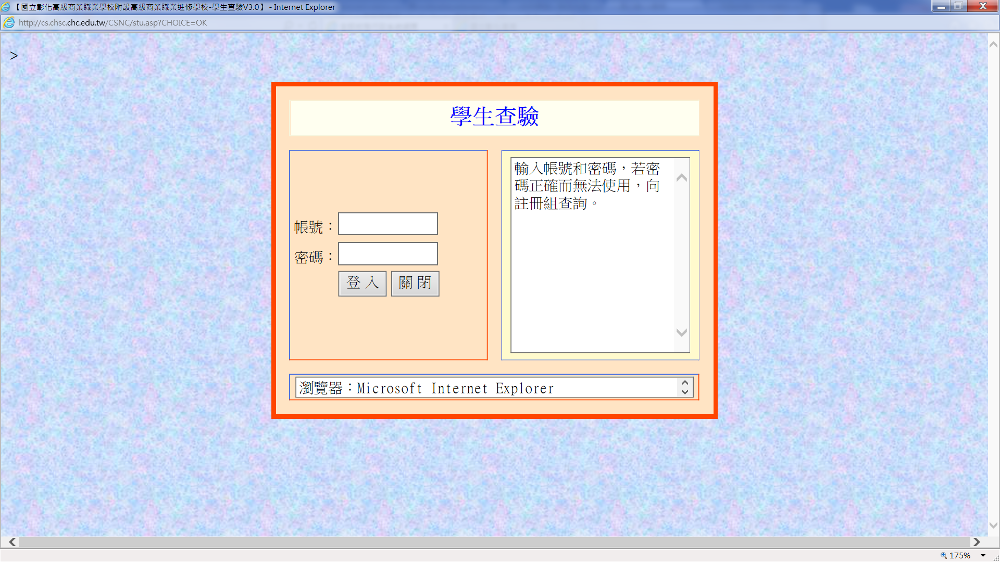 【國立彰化高級商業職業學校附設高級商業職業進修學校-學生查驗V3.0】 - Internet Explorer
http://cs.chsc.chc.edu.tw/CSNC/stu.asp?CHOICE=OK
>
學生查驗
帳號：
密碼：
登 入 關 閉
輸入帳號和密碼，若密
碼正確而無法使用，向
註冊組查詢。
瀏覽器：Microsoft Internet Explorer
175%